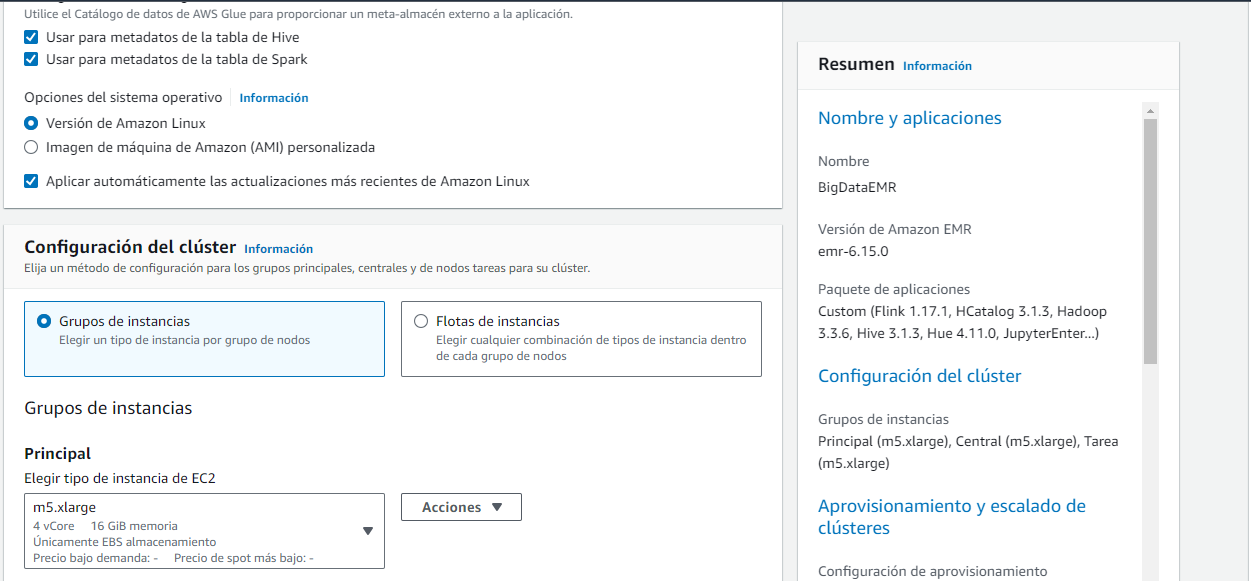 Utilice el Catálogo de datos de AWS Glue para proporcionar un meta-almacén externo a la aplicación.
Usar para metadatos de la tabla de Hive
Usar para metadatos de la tabla de Spark
Opciones del sistema operativo Información
Versión de Amazon Linux
Imagen de máquina de Amazon (AMI) personalizada
Aplicar automáticamente las actualizaciones más recientes de Amazon Linux
Configuración del clúster Información
Elija un método de configuración para los grupos principales, centrales y de nodos tareas para su clúster.
Grupos de instancias
Elegir un tipo de instancia por grupo de nodos
Flotas de instancias
Elegir cualquier combinación de tipos de instancia dentro
de cada grupo de nodos
Grupos de instancias
Principal
Elegir tipo de instancia de EC2
m5.xlarge
4 vCore 16 GiB memoria
Únicamente EBS almacenamiento
Precio bajo demanda: - Precio de spot más bajo: -
Acciones
Resumen Información
Nombre y aplicaciones
Nombre
BigDataEMR
Versión de Amazon EMR
emr-6.15.0
Paquete de aplicaciones
Custom (Flink 1.17.1, HCatalog 3.1.3, Hadoop
3.3.6, Hive 3.1.3, Hue 4.11.0, JupyterEnter...)
Configuración del clúster
Grupos de instancias
Principal (m5.xlarge), Central (m5.xlarge), Tarea
(m5.xlarge)
Aprovisionamiento y escalado de
clústeres
Configuración de aprovisionamiento